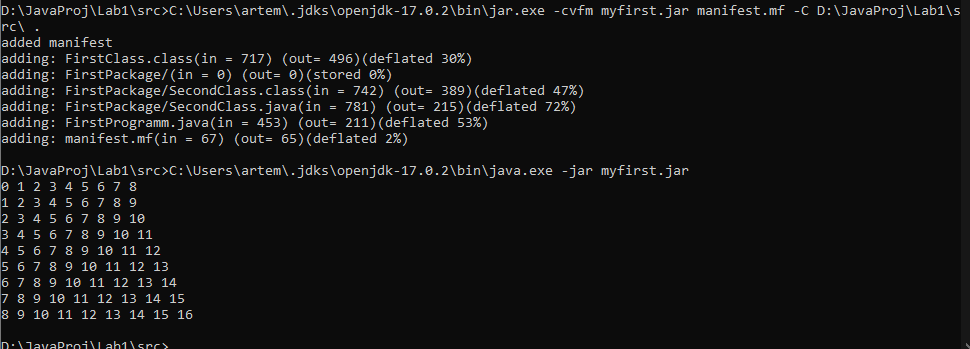 D:\JavaProj\Lab1\src>C:\Users\artem\.jdks\openjdk-17.0.2\bin\jar.exe -cvfm myfirst.jar manifest.mf -C D:\JavaProj\Lab1\s
rc\ .
added manifest
adding: FirstClass.class(in = 717) (out= 496)(deflated 30%)
adding: FirstPackage/(in = 0) (out= 0)(stored 0%)
adding: FirstPackage/SecondClass.class(in = 742) (out= 389)(deflated 47%)
adding: FirstPackage/SecondClass.java(in = 781) (out= 215)(deflated 72%)
adding: FirstProgramm.java(in = 453) (out= 211)(deflated 53%)
adding: manifest.mf(in = 67) (out= 65)(deflated 2%)
D:\JavaProj\Lab1\src>C:\Users\artem\.jdks\openjdk-17.0.2\bin\java.exe -jar myfirst.jar
0 1 2 3 4 5 6 7 8
1 2 3 4 5 6 7 8 9
2 3 4 5 6 7 8 9 10
3 4 5 6 7 8 9 10 11
4 5 6 7 8 9 10 11 12
5 6 7 8 9 10 11 12 13
6 7 8 9 10 11 12 13 14
7 8 9 10 11 12 13 14 15
8 9 10 11 12 13 14 15 16
D:\JavaProj\Lab1\src>